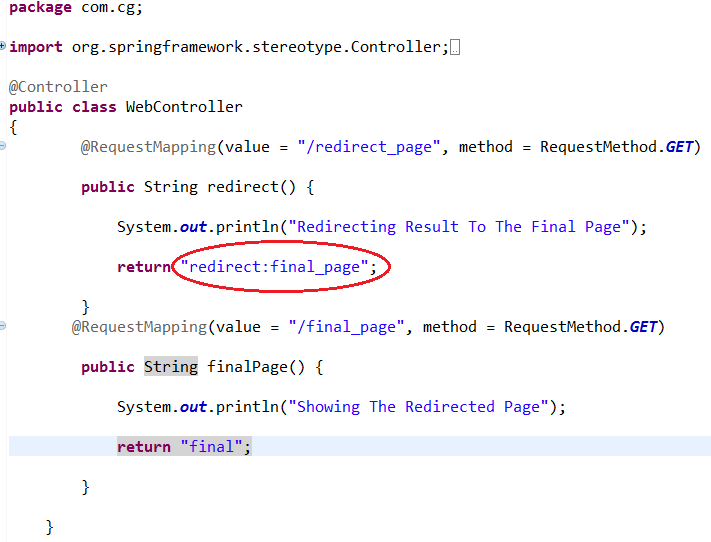 package com.cg;
import org.springframework.stereotype.Controller;
@Controller
public class WebController
{
@RequestMapping(value = "/redirect_page", method = RequestMethod.GET)
public String redirect() {
System.out.println("Redirecting Result To The Final Page");
return "redirect:final_page";
}
@RequestMapping(value = "/final_page", method = RequestMethod.GET)
public String finalPage() {
System.out.println("Showing The Redirected Page");
return "final";
}
}